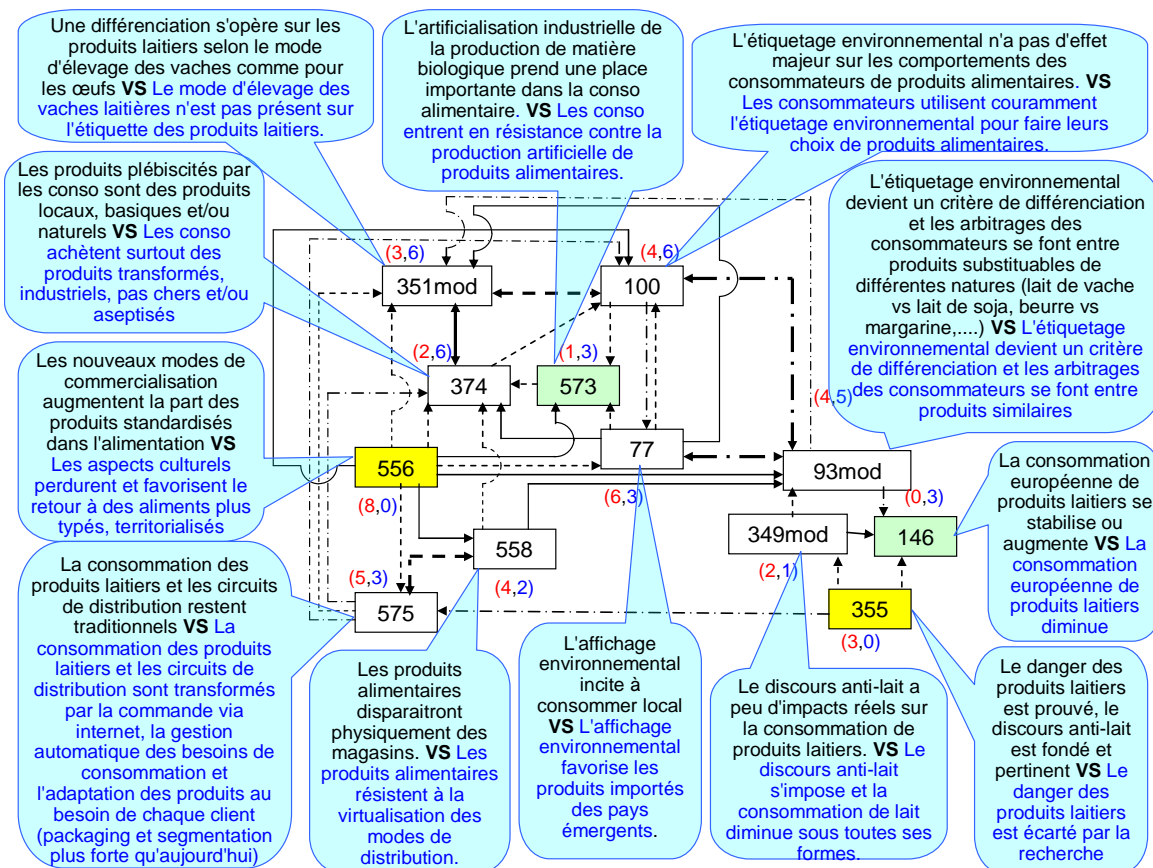 Une différenciation s'opère sur les
produits laitiers selon le mode
d'élevage des vaches comme pour
les œufs VS Le mode d'élevage des
vaches laitières n'est pas présent sur
l'étiquette des produits laitiers.
L'artificialisation industrielle de
la production de matière
biologique prend une place
importante dans la conso
alimentaire. VS Les conso
entrent en résistance contre la
production artificielle de
produits alimentaires.
L'étiquetage environnemental n'a pas d'effet
majeur sur les comportements des
consommateurs de produits alimentaires. VS
Les consommateurs utilisent couramment
l'étiquetage environnemental pour faire leurs
choix de produits alimentaires.
Les produits plébiscités par
les conso sont des produits
locaux, basiques et/ou
naturels VS Les conso
achètent surtout des
produits transformés,
industriels, pas chers et/ou
aseptisés
L'étiquetage environnemental
devient un critère de différenciation
et les arbitrages des
consommateurs se font entre
produits substituables de
différentes natures (lait de vache
vs lait de soja, beurre vs
margarine,....) VS L'étiquetage
environnemental devient un critère
de différenciation et les arbitrages
des consommateurs se font entre
produits similaires
(3,6)
351mod
(4,6)
100
(2,6)
374
(1,3)
573
(4,5)
Les nouveaux modes de
commercialisation
augmentent la part des
produits standardisés
dans l'alimentation VS
Les aspects culturels
perdurent et favorisent le
retour à des aliments plus
typés, territorialisés
556
(8,0)
77
(6,3)
93mod
(0,3)
146
349mod
(2,1)
558
(4,2)
(5,3)
575
355
(3,0)
La consommation
européenne de
produits laitiers se
stabilise ou
augmente VS La
consommation
européenne de
produits laitiers
diminue
La consommation des
produits laitiers et les circuits
de distribution restent
traditionnels VS La
consommation des produits
laitiers et les circuits de
distribution sont transformés
par la commande via
internet, la gestion
automatique des besoins de
consommation et
l'adaptation des produits au
besoin de chaque client
(packaging et segmentation
plus forte qu'aujourd'hui)
Les produits
alimentaires
disparaitront
physiquement des
magasins. VS Les
produits alimentaires
résistent à la
virtualisation des
modes de
distribution.
L'affichage
environnemental
incite à
consommer local
VS L'affichage
environnemental
favorise les
produits importés
des pays
émergents.
Le discours anti-lait a
peu d'impacts réels sur
la consommation de
produits laitiers. VS Le
discours anti-lait
s'impose et la
consommation de lait
diminue sous toutes ses
formes.
Le danger des
produits laitiers
est prouvé, le
discours anti-lait
est fondé et
pertinent VS Le
danger des
produits laitiers
est écarté par la
recherche